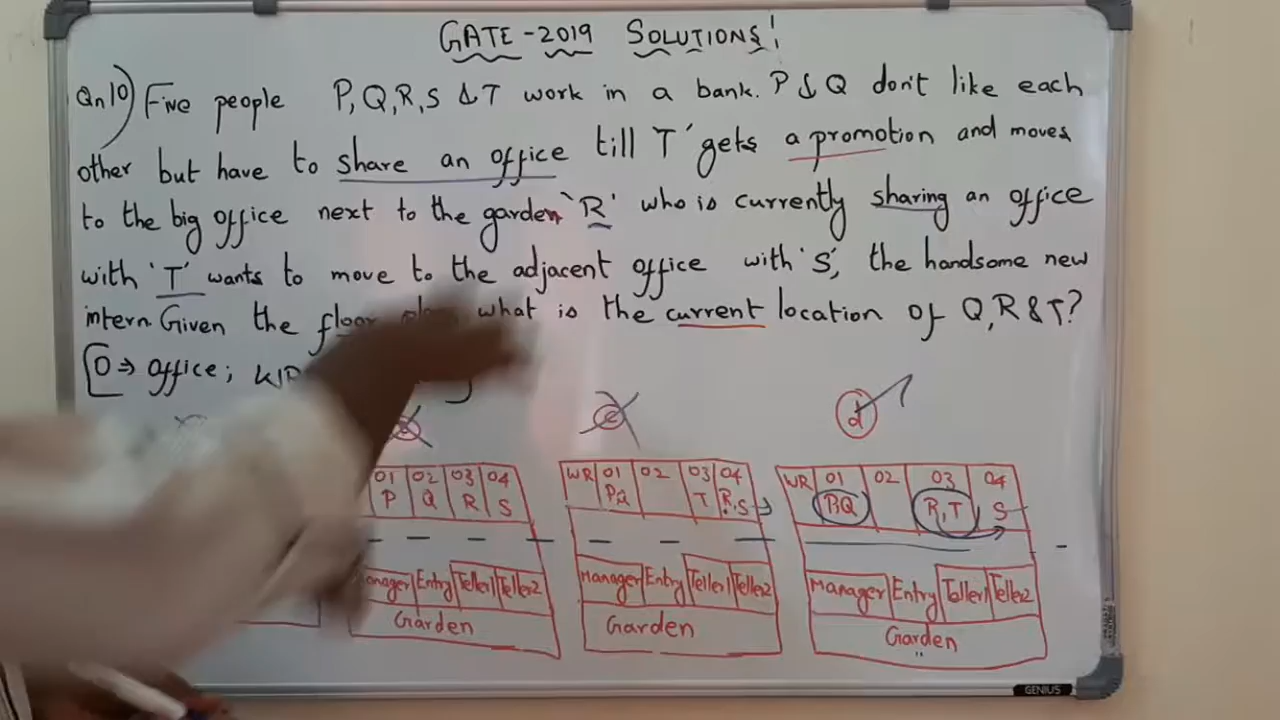 GATE-2019 SOLUTIONS!
Qn10) Five people P, Q, R, S & T work in a bank. P & Q don't like each
other but have to share an office till 'T' gets a promotion and moves
to the big office next to the garden 'R' who is currently sharing an office
with 'T' wants to move to the adjacent office with 'S', the handsome new
intern. Given the floor what is the current location of Q, R & T?
[O → Office;
d
01 02 03 04
P Q R S
WR 01 02 03 04
P,Q T R,S
WR 01 02 03 04
P,Q R,T S
Manager Entry Teller1 Teller2
Garden
Manager Entry Teller1 Teller2
Garden
Manager Entry Teller1 Teller2
Garden
GENIUS